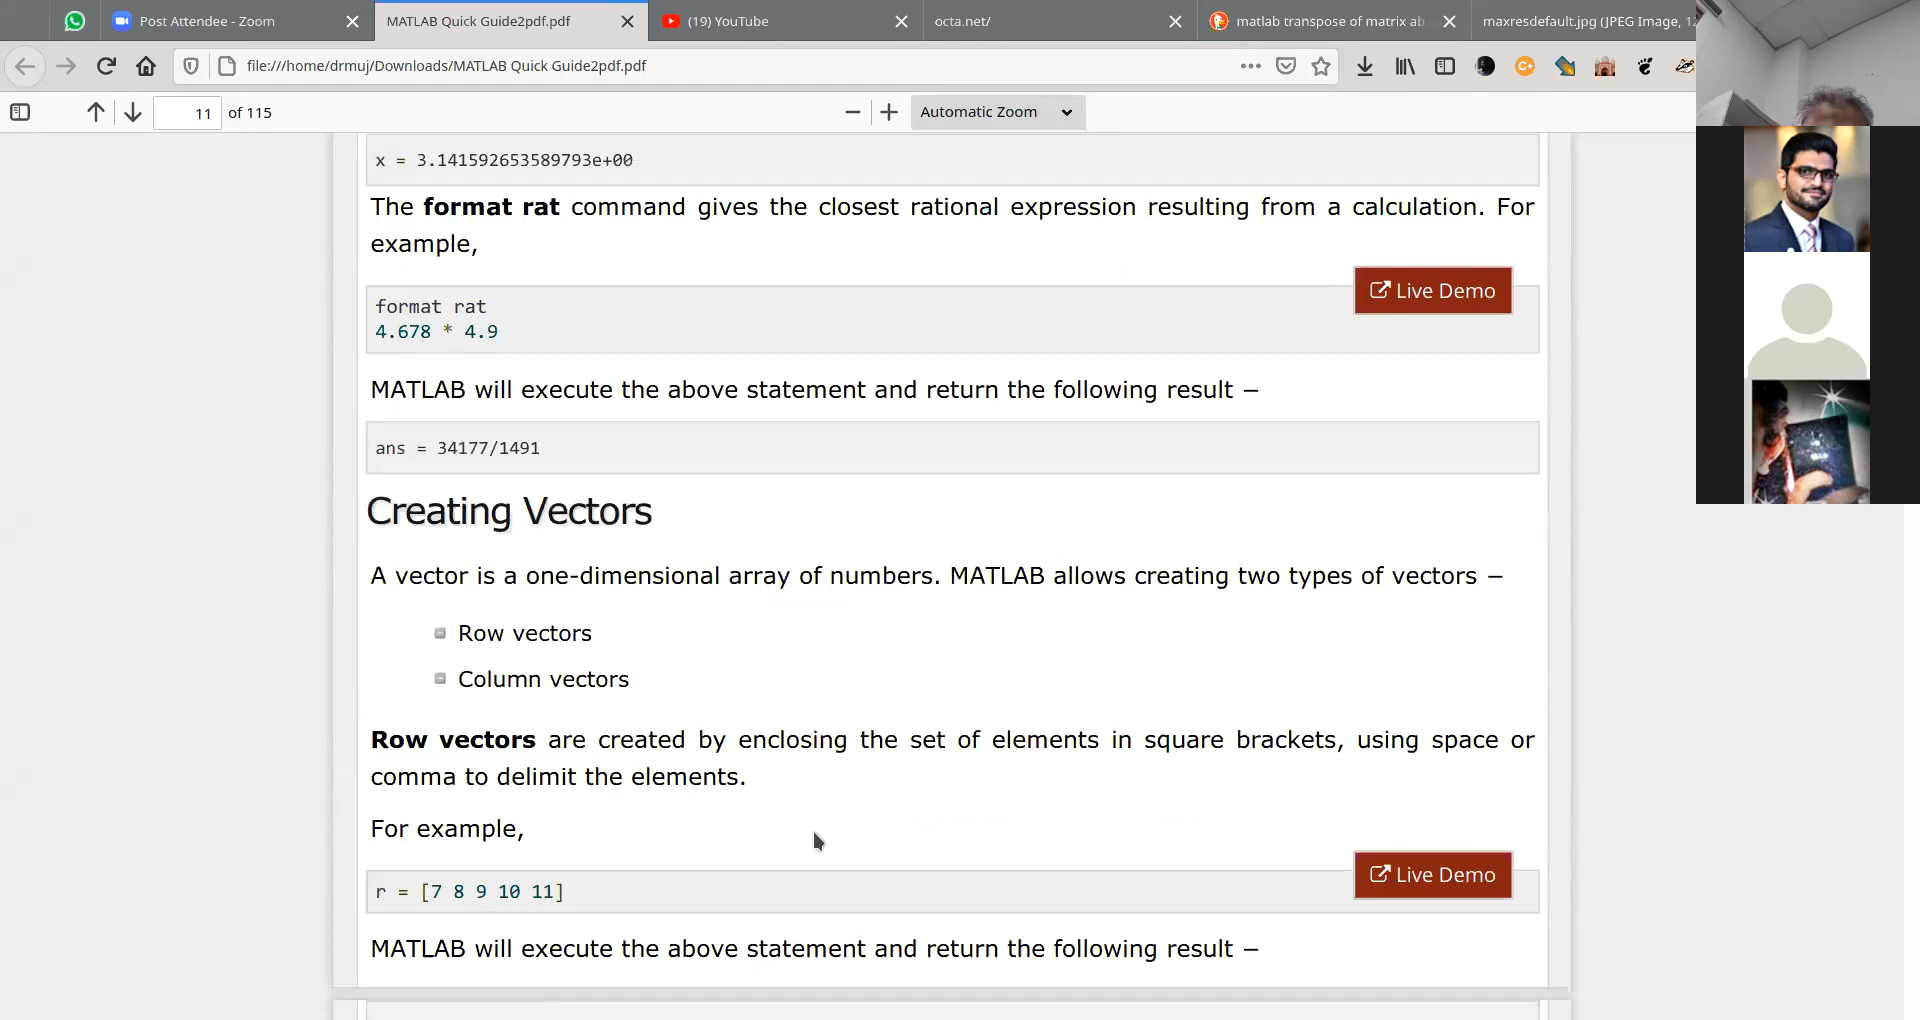 Post Attendee - Zoom
MATLAB Quick Guide2pdf.pdf
(19) YouTube
octa.net/
matlab transpose of matrix ab
maxresdefault.jpg (JPEG Image, 12
file:///home/drmuj/Downloads/MATLAB Quick Guide2pdf.pdf
11 of 115
Automatic Zoom
x = 3.141592653589793e+00
The format rat command gives the closest rational expression resulting from a calculation. For
example,
Live Demo
format rat
4.678 * 4.9
MATLAB will execute the above statement and return the following result −
ans = 34177/1491
Creating Vectors
A vector is a one-dimensional array of numbers. MATLAB allows creating two types of vectors −
Row vectors
Column vectors
Row vectors are created by enclosing the set of elements in square brackets, using space or
comma to delimit the elements.
For example,
Live Demo
r = [7 8 9 10 11]
MATLAB will execute the above statement and return the following result −